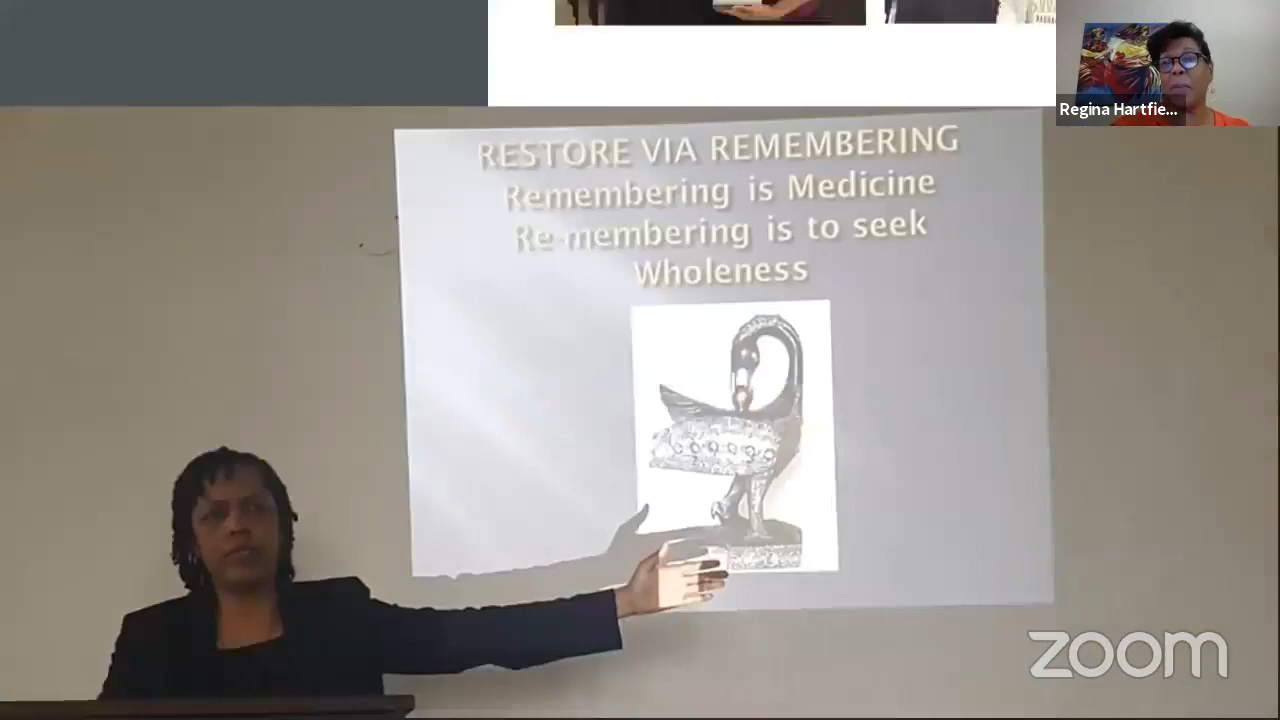 Regina Hartfie...
RESTORE VIA REMEMBERING
Remembering is Medicine
Re-membering is to seek
Wholeness
zoom